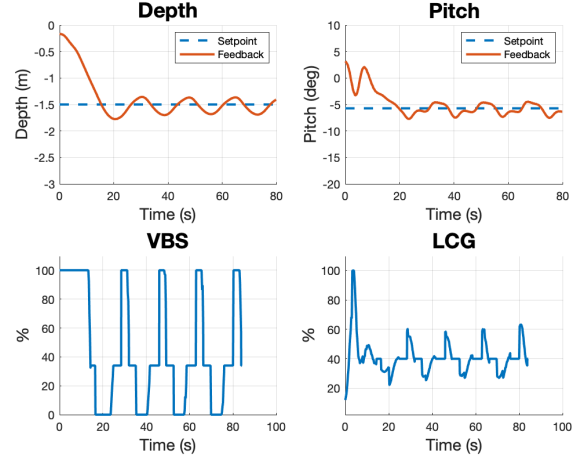 Depth
Depth (m)
0
-0.5
-1
-1.5
-2
-2.5
-3
0 20 40 60 80
Time (s)
Setpoint
Feedback
Pitch
Pitch (deg)
10
5
0
-5
-10
-15
-20
0 20 40 60 80
Time (s)
Setpoint
Feedback
VBS
%
100
80
60
40
20
0
0 20 40 60 80 100
Time (s)
LCG
%
100
80
60
40
20
0 20 40 60 80 100
Time (s)